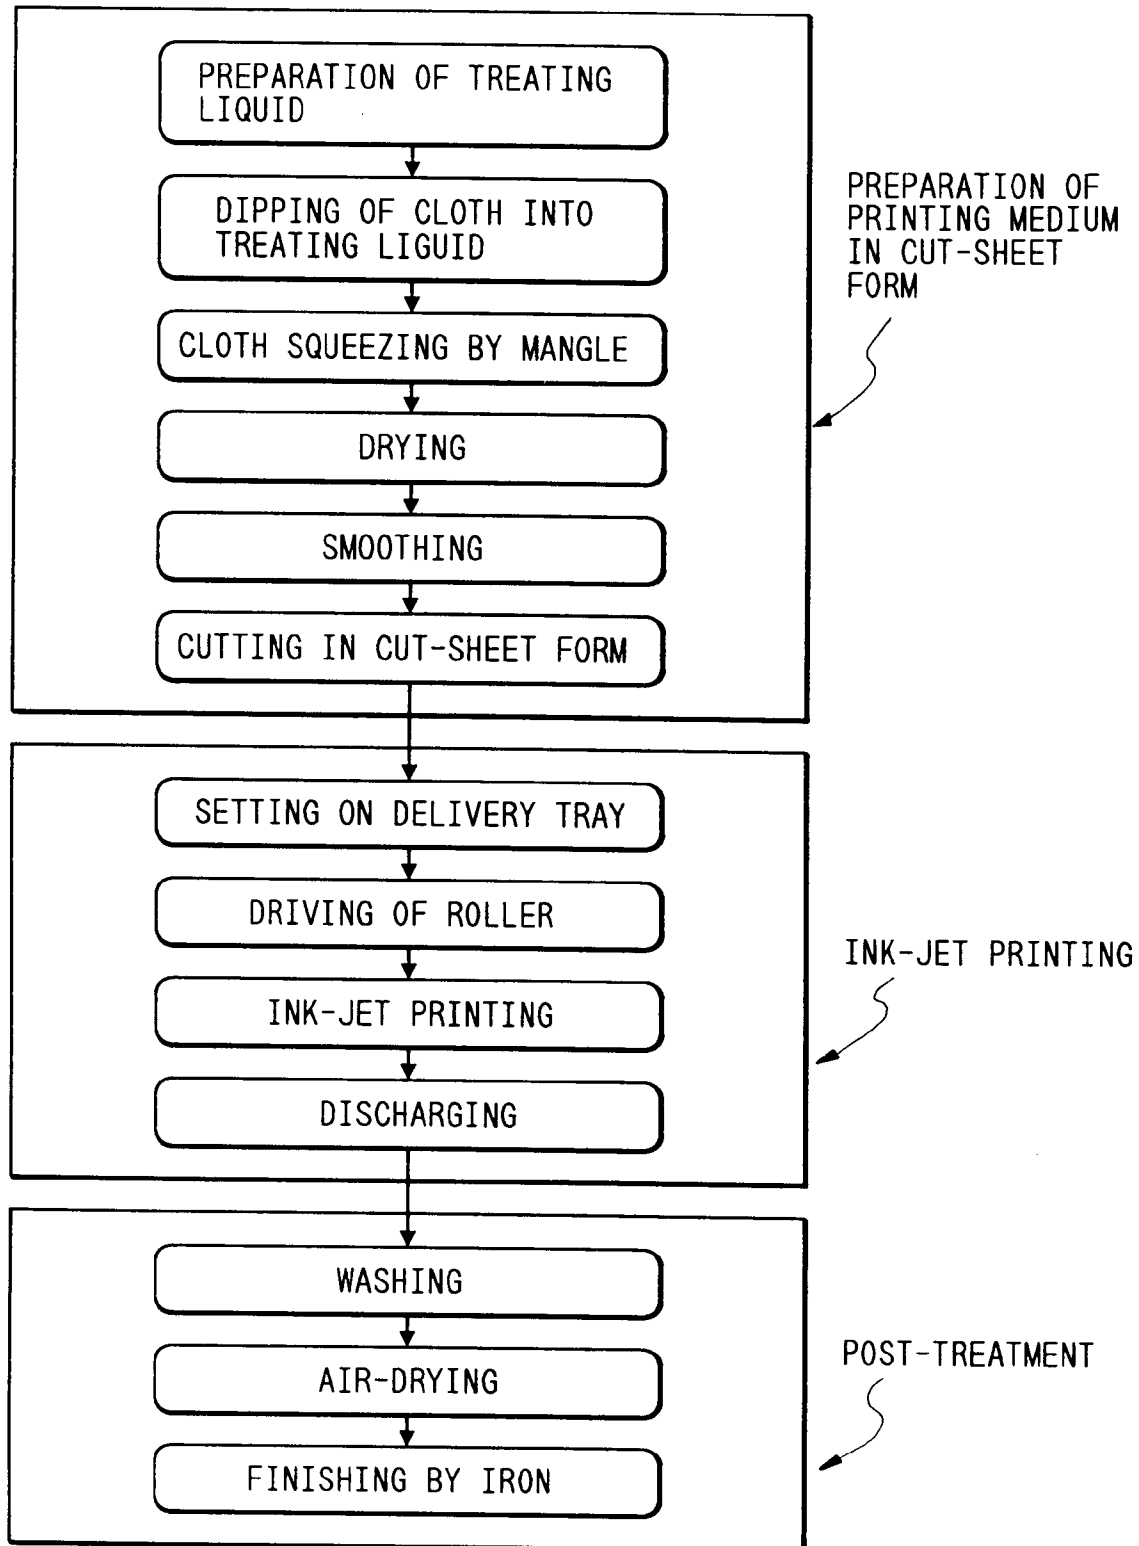 PREPARATION OF TREATING
LIQUID
DIPPING OF CLOTH INTO
TREATING LIGUID
CLOTH SQUEEZING BY MANGLE
DRYING
SMOOTHING
CUTTING IN CUT-SHEET FORM
PREPARATION OF
PRINTING MEDIUM
IN CUT-SHEET
FORM
SETTING ON DELIVERY TRAY
DRIVING OF ROLLER
INK-JET PRINTING
DISCHARGING
INK-JET PRINTING
WASHING
AIR-DRYING
FINISHING BY IRON
POST-TREATMENT